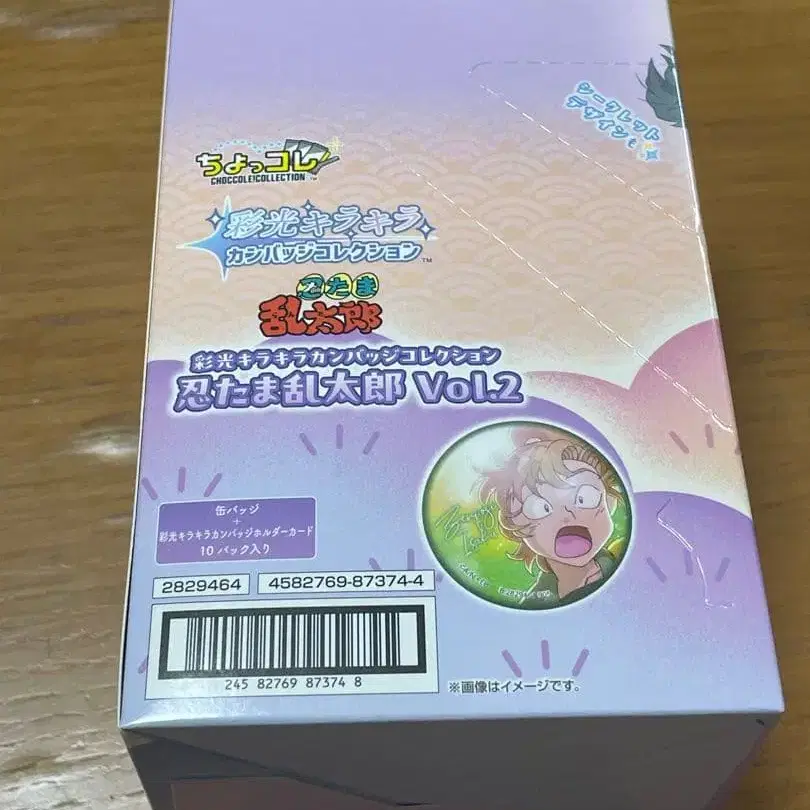 シークレット
デザインも
ちょっコレ
CHOCCOLE!COLLECTION™
彩光キラキラ
カンバッジコレクション™
忍たま
乱太郎
彩光キラキラカンバッジコレクション
忍たま乱太郎 Vol.2
缶バッジ
+
彩光キラキラカンバッジホルダーカード
10パック入り
2829464
4582769-87374-4
245 82769 87374 8
※画像はイメージです。